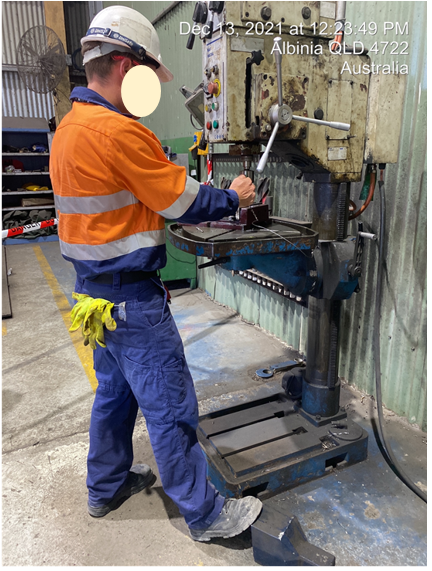 Dec 13, 2021 at 12:23:49 PM
Albinia QLD 4722
Australia